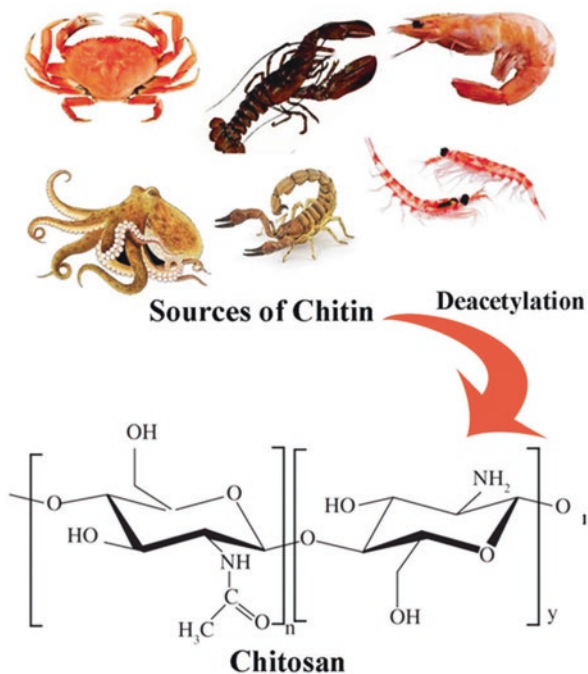 Sources of Chitin
Deacetylation
OH
O
O
HO
NH
C
H₃C
O
n
O
NH₂
HO
O
O
OH
y
Chitosan